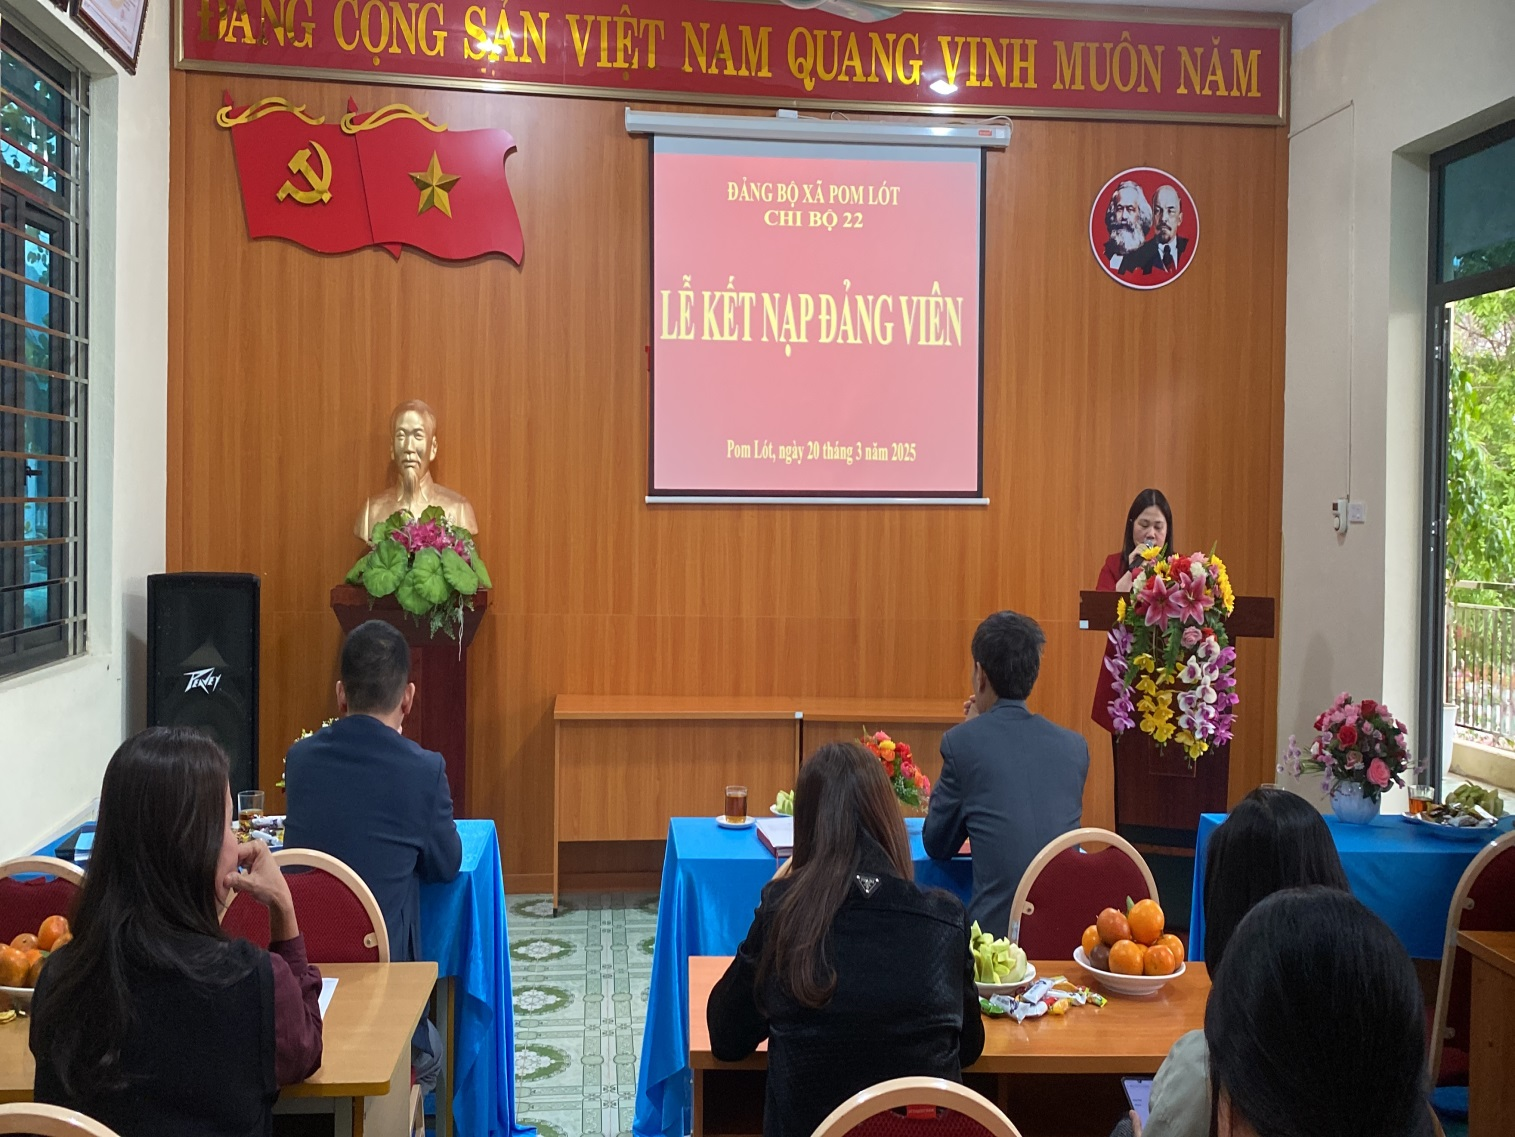 ĐẢNG CỘNG SẢN VIỆT NAM QUANG VINH MUÔN NĂM
ĐẢNG BỘ XÃ POM LÓT
CHI BỘ 22
LỄ KẾT NẠP ĐẢNG VIÊN
Pom Lót, ngày 20 tháng 3 năm 2025
PEAVEY